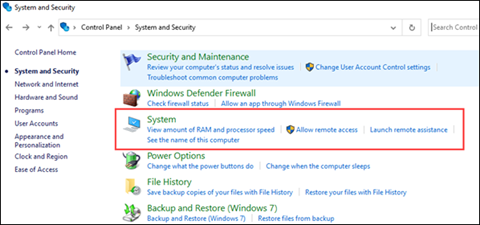 System and Security
Control Panel > System and Security
Search Control
Control Panel Home
System and Security
Network and Internet
Hardware and Sound
Programs
User Accounts
Appearance and
Personalization
Clock and Region
Ease of Access
Security and Maintenance
Review your computer's status and resolve issues
Change User Account Control settings
Troubleshoot common computer problems
Windows Defender Firewall
Check firewall status
Allow an app through Windows Firewall
System
View amount of RAM and processor speed
Allow remote access
Launch remote assistance
See the name of this computer
Power Options
Change what the power buttons do
Change when the computer sleeps
File History
Save backup copies of your files with File History
Restore your files with File History
Backup and Restore (Windows 7)
Backup and Restore (Windows 7)
Restore files from backup